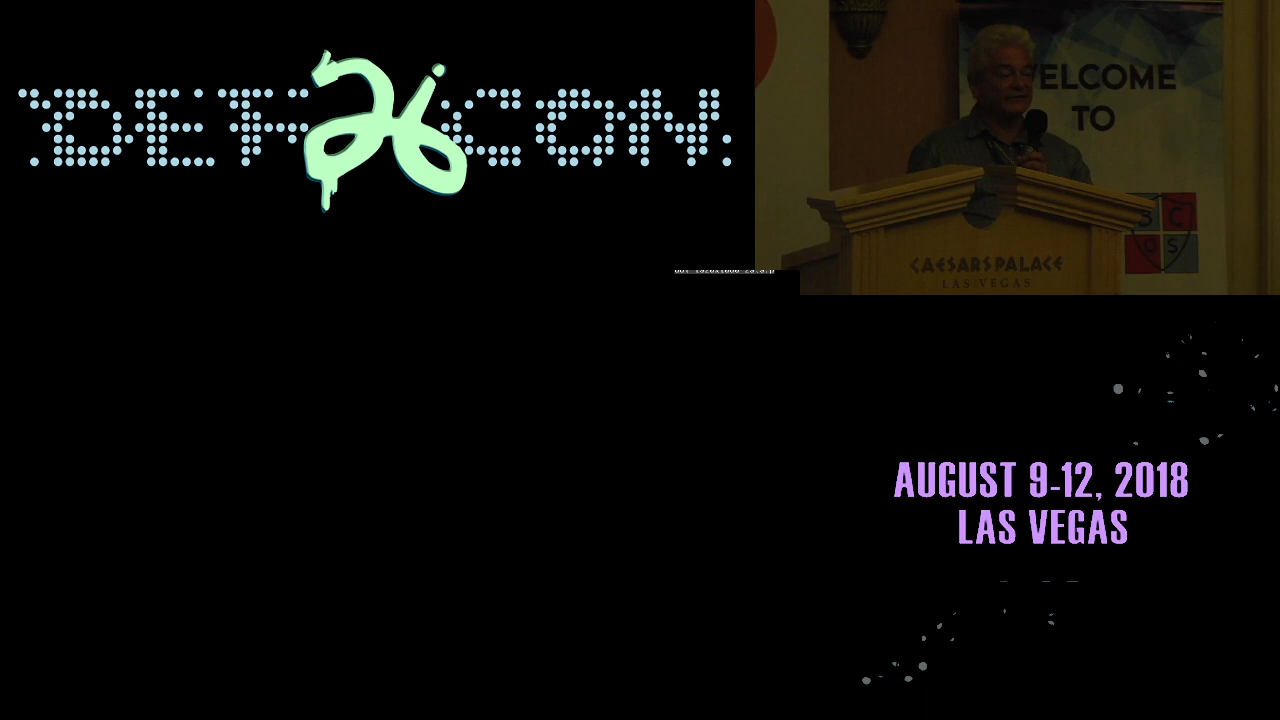 DEF CON
26
WELCOME
TO
S C
O S
CAESARS PALACE
LAS VEGAS
AUGUST 9-12, 2018
LAS VEGAS